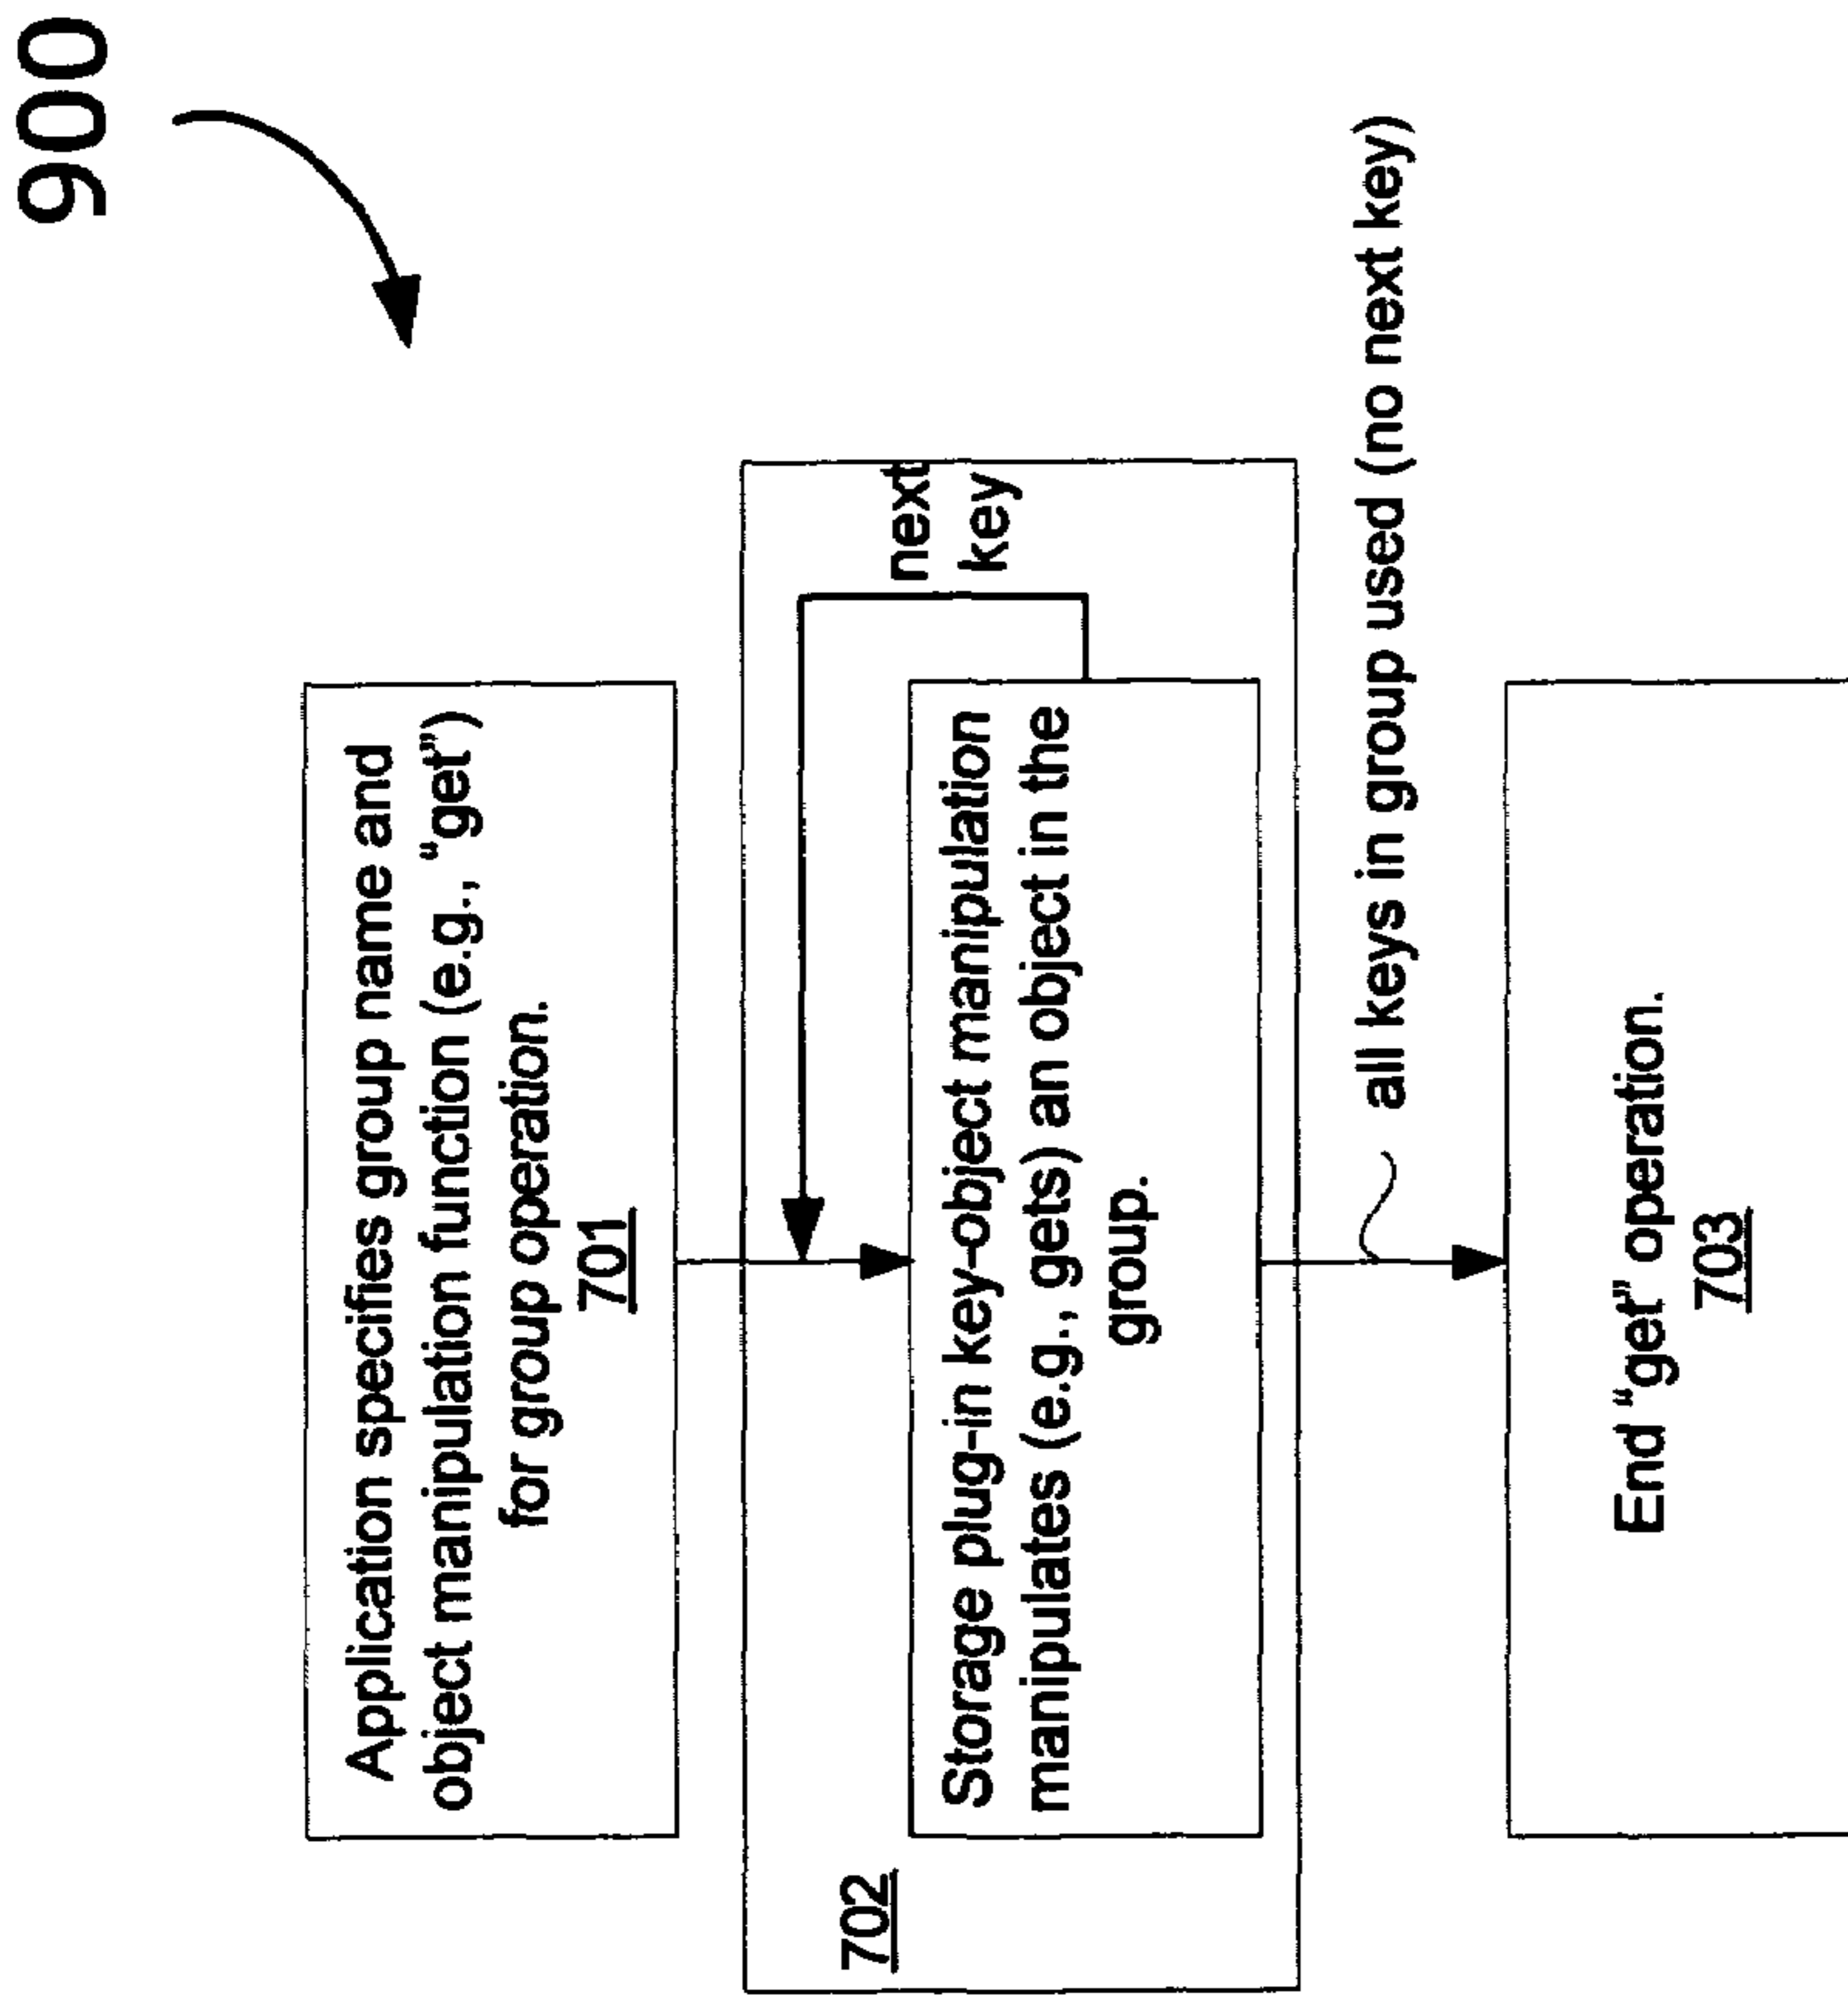 900
Application specifies group name and
object manipulation function (e.g., "get")
for group operation.
701
702
next
key
Storage plug-in key-object manipulation
manipulates (e.g., gets) an object in the
group.
all keys in group used (no next key)
End "get" operation.
703